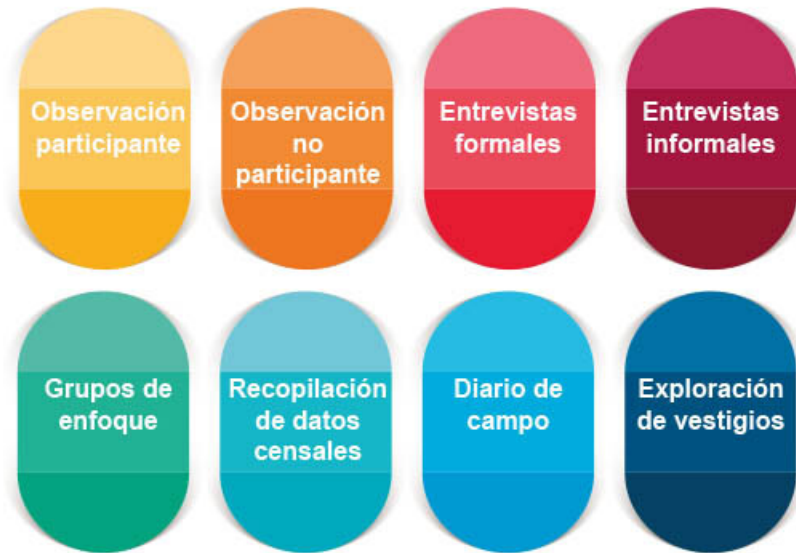 Observación
participante
Observación
no
participante
Entrevistas
formales
Entrevistas
informales
Grupos de
enfoque
Recopilación
de datos
censales
Diario de
campo
Exploración
de vestigios